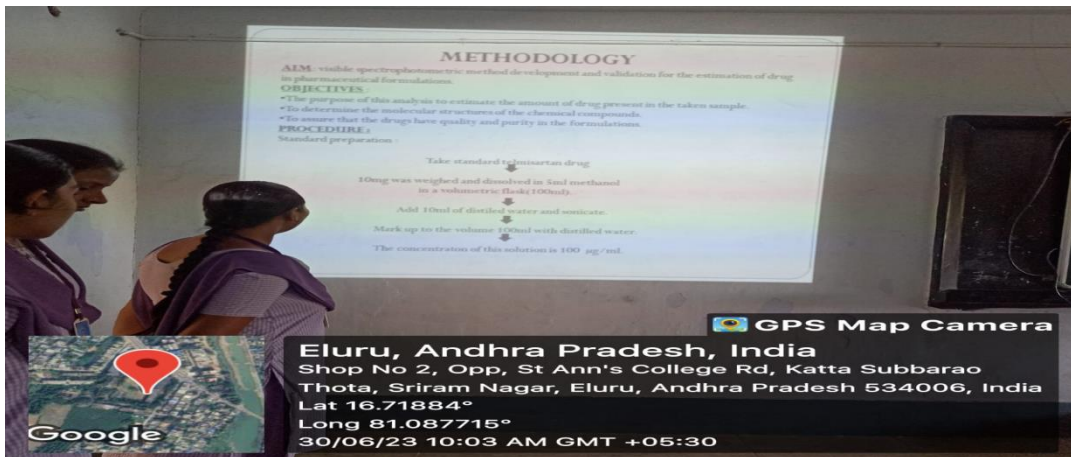 METHODOLOGY
AIM: visible spectrophotometric method development and validation for the estimation of drug
in pharmaceutical formulations.
OBJECTIVES:
*The purpose of this analysis to estimate the amount of drug present in the taken sample.
*To determine the molecular structures of the chemical compounds.
*To assure that the drugs have quality and purity in the formulations.
PROCEDURE:
Standard preparation:
Take standard telmisartan drug
10mg was weighed and dissolved in 5ml methanol
in a volumetric flask(100ml).
Add 10ml of distiled water and sonicate.
Mark up to the volume 100ml with distilled water.
The concentraton of this solution is 100 µg/ml.
GPS Map Camera
Eluru, Andhra Pradesh, India
Shop No 2, Opp, St Ann's College Rd, Katta Subbarao
Thota, Sriram Nagar, Eluru, Andhra Pradesh 534006, India
Lat 16.71884°
Long 81.087715°
30/06/23 10:03 AM GMT +05:30
Google